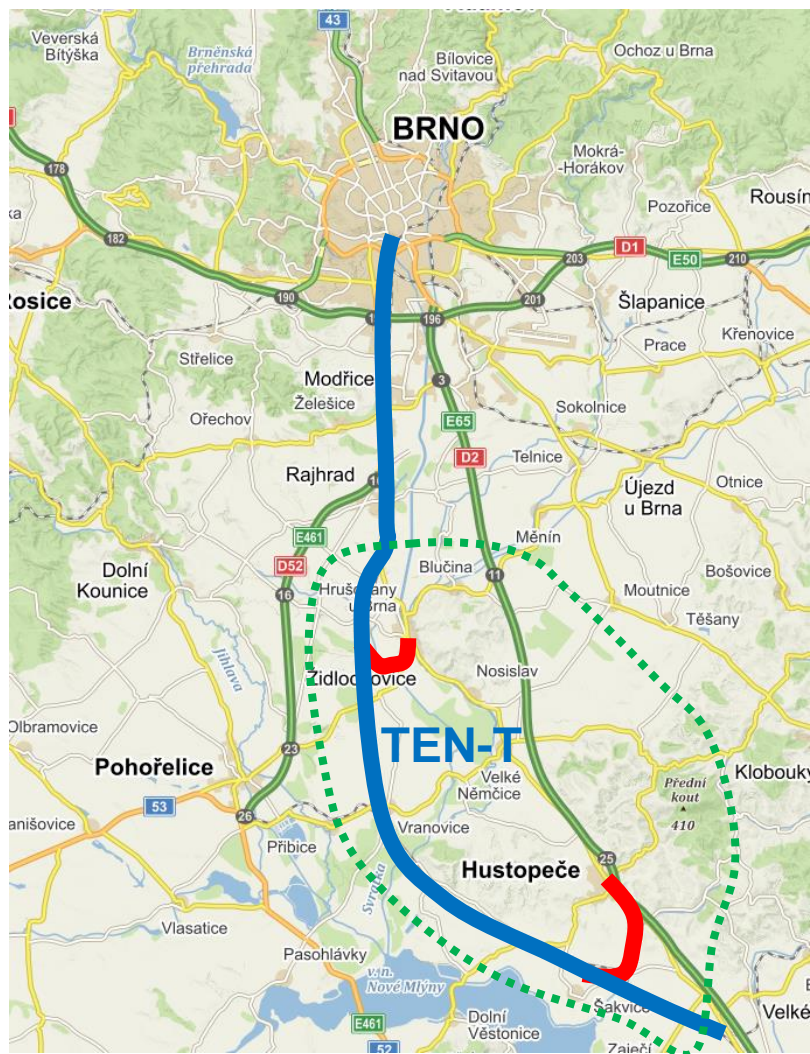 43
Veverská
Bítýška
Brněnská
přehrada
Bílovice
nad Svitavou
Ochoz u Brna
BRNO
Mokrá-
-Horákov
178
Pozořice
Rousín
182
D1
E50
203
210
190
201
196
Šlapanice
Rosice
Křenovice
Střelice
Prace
Modřice
3
Želešice
E65
Sokolnice
Ořechov
D2
Telnice
Rajhrad
Otnice
Újezd
u Brna
E461
Měnín
D52
Dolní
Kounice
Blučina
Bošovice
11
16
Hrušovany
u Brna
Moutnice
Těšany
Jihlava
Nosislav
Židlochovice
Olbramovice
TEN-T
23
Pohořelice
Velké
Němčice
Přední
kout
410
Klobouky
53
26
anišovice
Vranovice
Přibice
Hustopeče
25
Svratka
Vlasatice
Pasohlávky
v.n.
Nové Mlýny
Šakvice
Velké
Dolní
Věstonice
E461
Zaječí
52